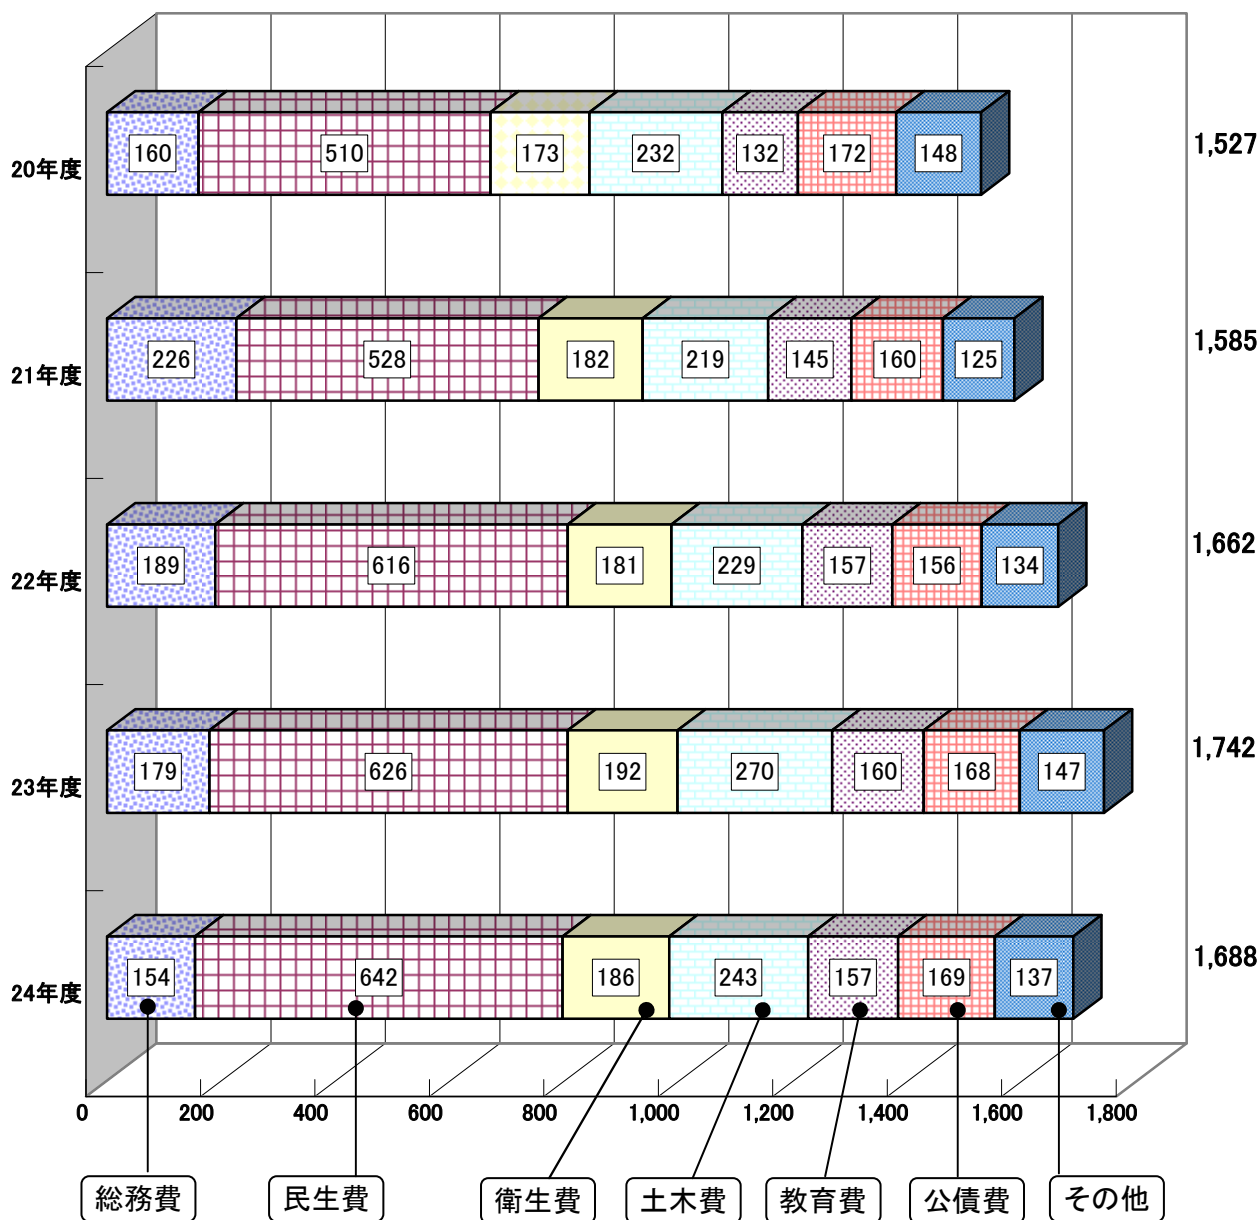 20年度 160 510 173 232 132 172 148 1,527
21年度 226 528 182 219 145 160 125 1,585
22年度 189 616 181 229 157 156 134 1,662
23年度 179 626 192 270 160 168 147 1,742
24年度 154 642 186 243 157 169 137 1,688
0 200 400 600 800 1,000 1,200 1,400 1,600 1,800
総務費 民生費 衛生費 土木費 教育費 公債費 その他